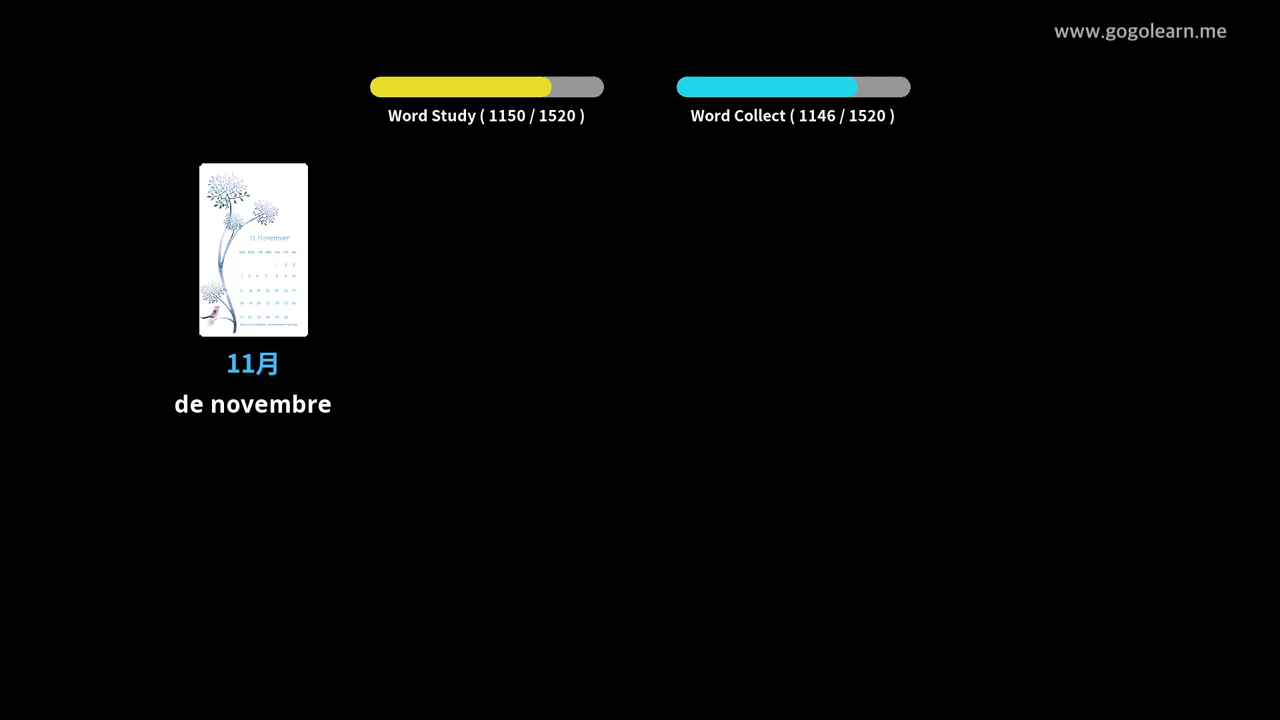 www.gogolearn.me
Word Study ( 1150 / 1520 )
Word Collect ( 1146 / 1520 )
11月
de novembre